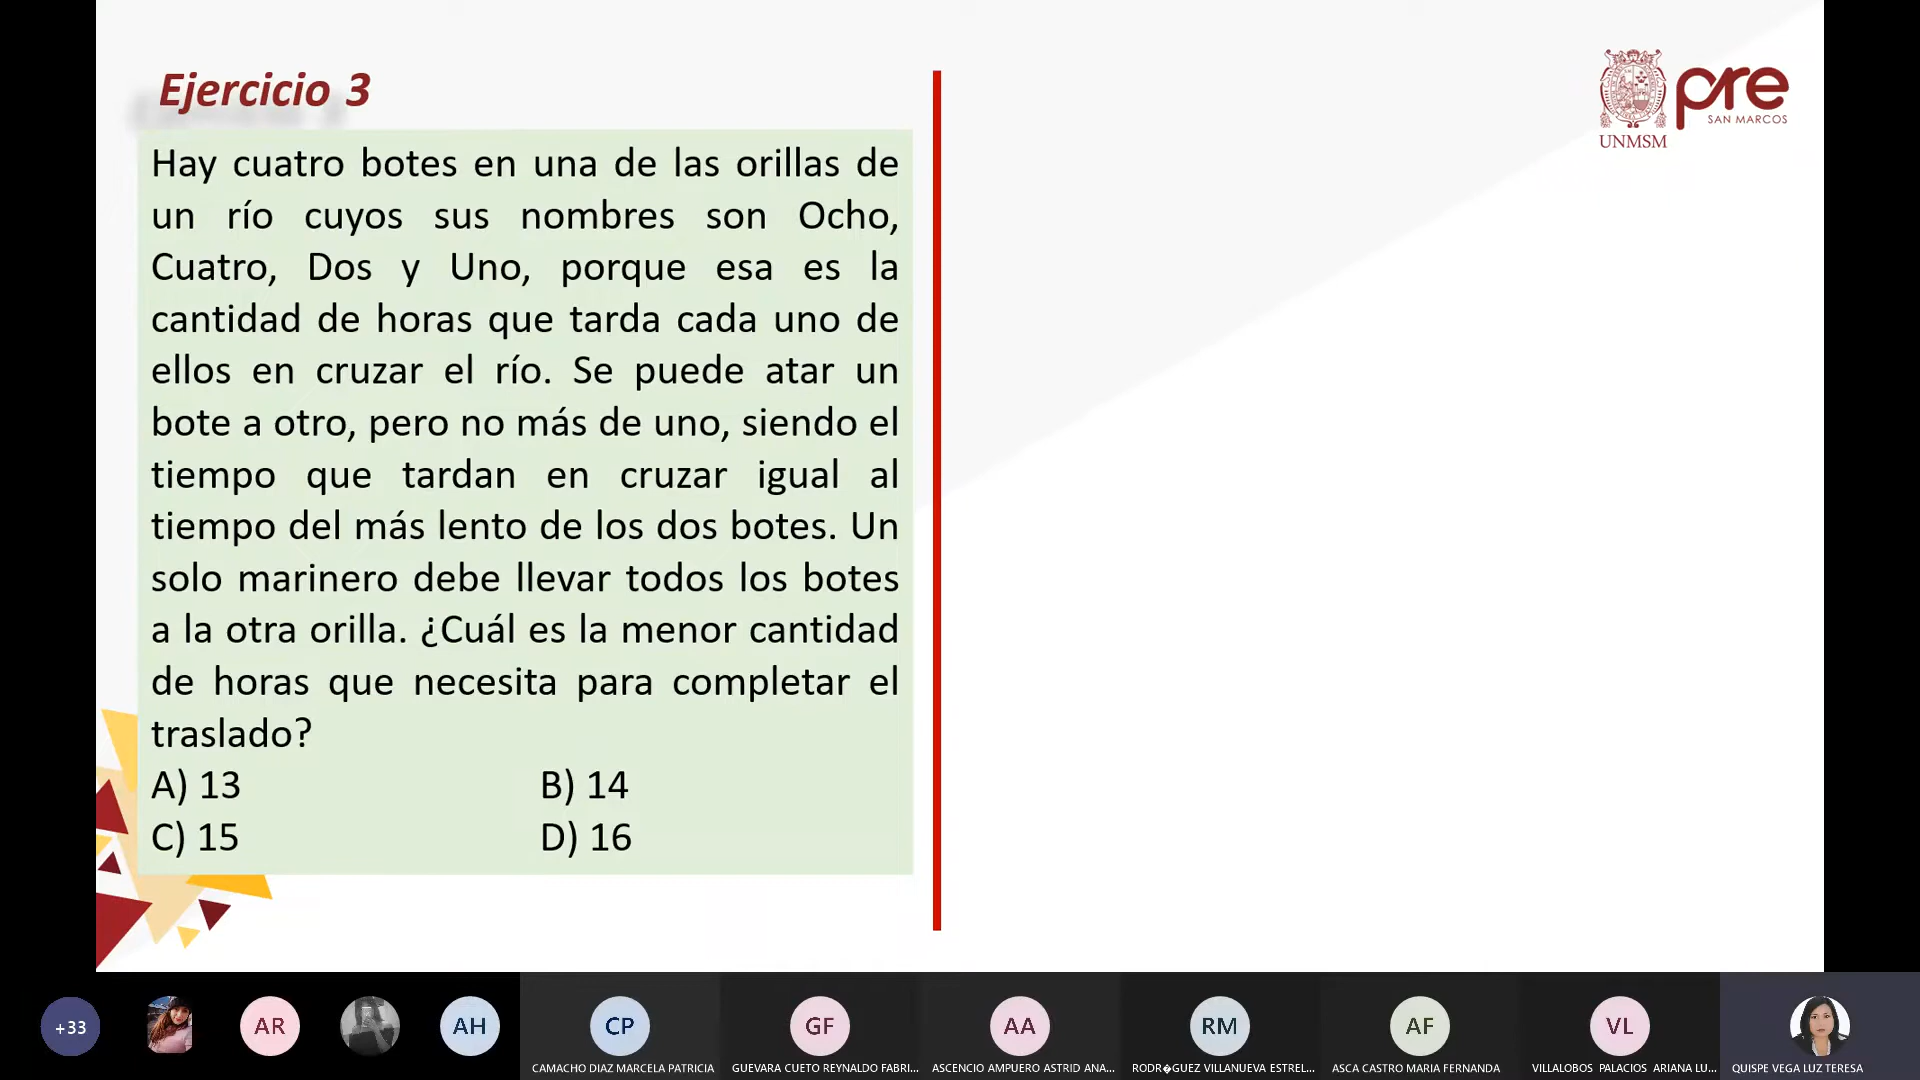 Ejercicio 3
Hay cuatro botes en una de las orillas de
un río cuyos sus nombres son Ocho,
Cuatro, Dos y Uno, porque esa es la
cantidad de horas que tarda cada uno de
ellos en cruzar el río. Se puede atar un
bote a otro, pero no más de uno, siendo el
tiempo que tardan en cruzar igual al
tiempo del más lento de los dos botes. Un
solo marinero debe llevar todos los botes
a la otra orilla. ¿Cuál es la menor cantidad
de horas que necesita para completar el
traslado?
A) 13 B) 14
C) 15 D) 16
UNMSM
pre
SAN MARCOS
+33
AR
AH
CP
GF
AA
RM
AF
VL
CAMACHO DIAZ MARCELA PATRICIA
GUEVARA CUETO REYNALDO FABRI...
ASCENCIO AMPUERO ASTRID ANA...
RODR�GUEZ VILLANUEVA ESTREL...
ASCA CASTRO MARIA FERNANDA
VILLALOBOS PALACIOS ARIANA LU...
QUISPE VEGA LUZ TERESA